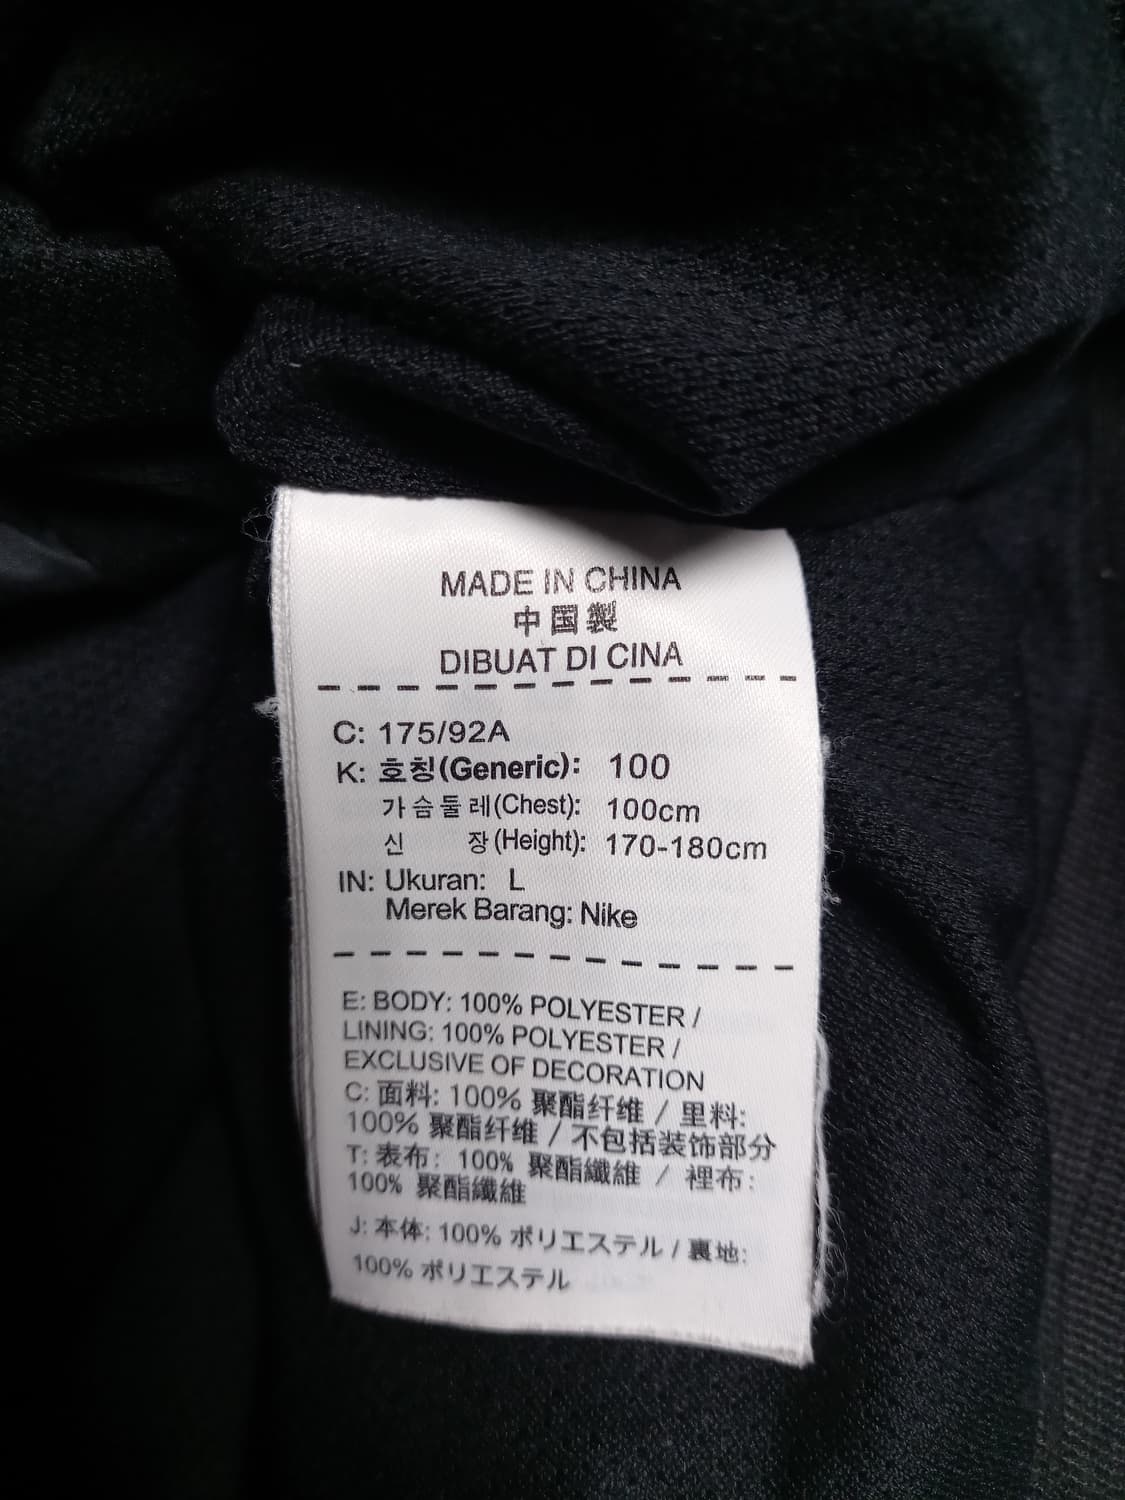 MADE IN CHINA
中国製
DIBUAT DI CINA
C: 175/92A
K: 호칭(Generic): 100
가슴둘레(Chest): 100cm
신 장(Height): 170-180cm
IN: Ukuran: L
Merek Barang: Nike
E: BODY: 100% POLYESTER /
LINING: 100% POLYESTER /
EXCLUSIVE OF DECORATION
C: 面料: 100% 聚酯纤维 / 里料:
100% 聚酯纤维 / 不包括装饰部分
T: 表布: 100% 聚酯纖維 / 裡布:
100% 聚酯纖維
J: 本体: 100% ポリエステル / 裏地:
100% ポリエステル